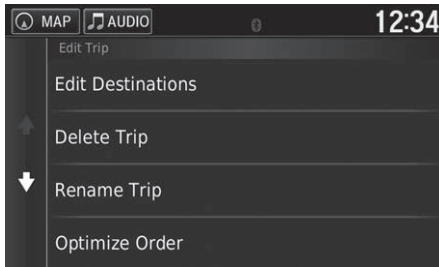 MAP AUDIO 12:34
Edit Trip
Edit Destinations
Delete Trip
Rename Trip
Optimize Order